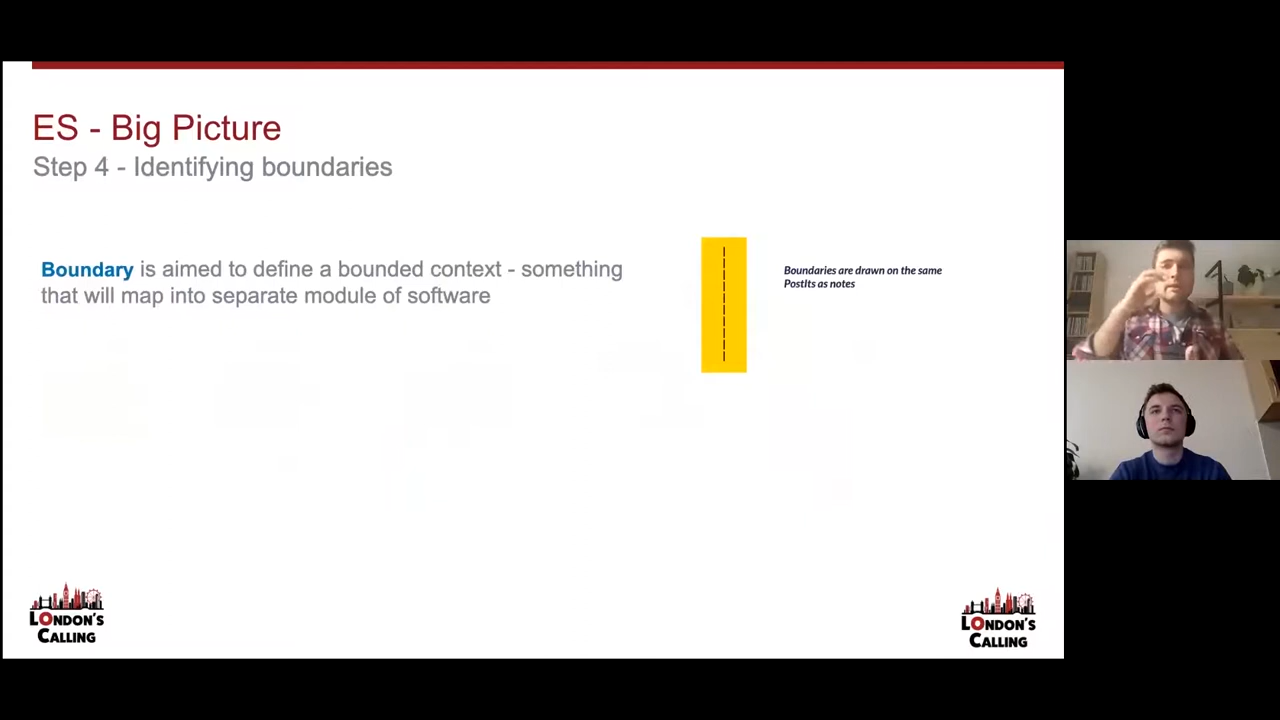 ES - Big Picture
Step 4 - Identifying boundaries
Boundary is aimed to define a bounded context - something
that will map into separate module of software
Boundaries are drawn on the same
PostIts as notes
LONDON'S
CALLING
LONDON'S
CALLING